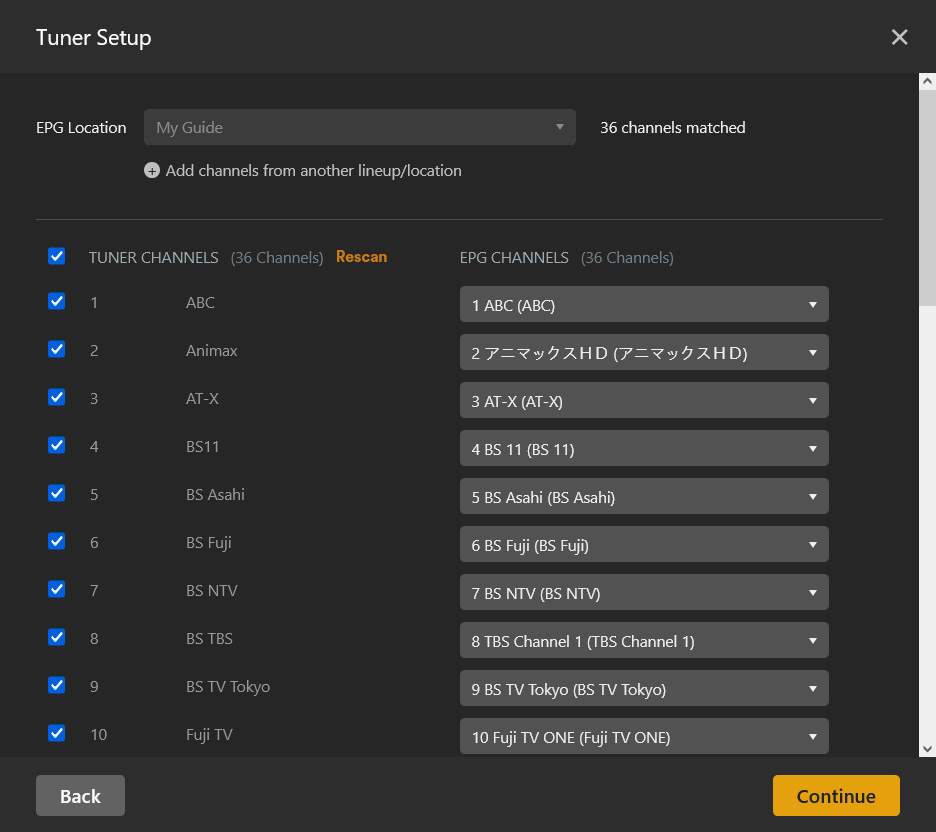 Tuner Setup
EPG Location
My Guide
36 channels matched
Add channels from another lineup/location
TUNER CHANNELS (36 Channels) Rescan EPG CHANNELS (36 Channels)
1 ABC 1 ABC (ABC)
2 Animax 2 アニマックスＨＤ (アニマックスＨＤ)
3 AT-X 3 AT-X (AT-X)
4 BS11 4 BS 11 (BS 11)
5 BS Asahi 5 BS Asahi (BS Asahi)
6 BS Fuji 6 BS Fuji (BS Fuji)
7 BS NTV 7 BS NTV (BS NTV)
8 BS TBS 8 TBS Channel 1 (TBS Channel 1)
9 BS TV Tokyo 9 BS TV Tokyo (BS TV Tokyo)
10 Fuji TV 10 Fuji TV ONE (Fuji TV ONE)
Back
Continue